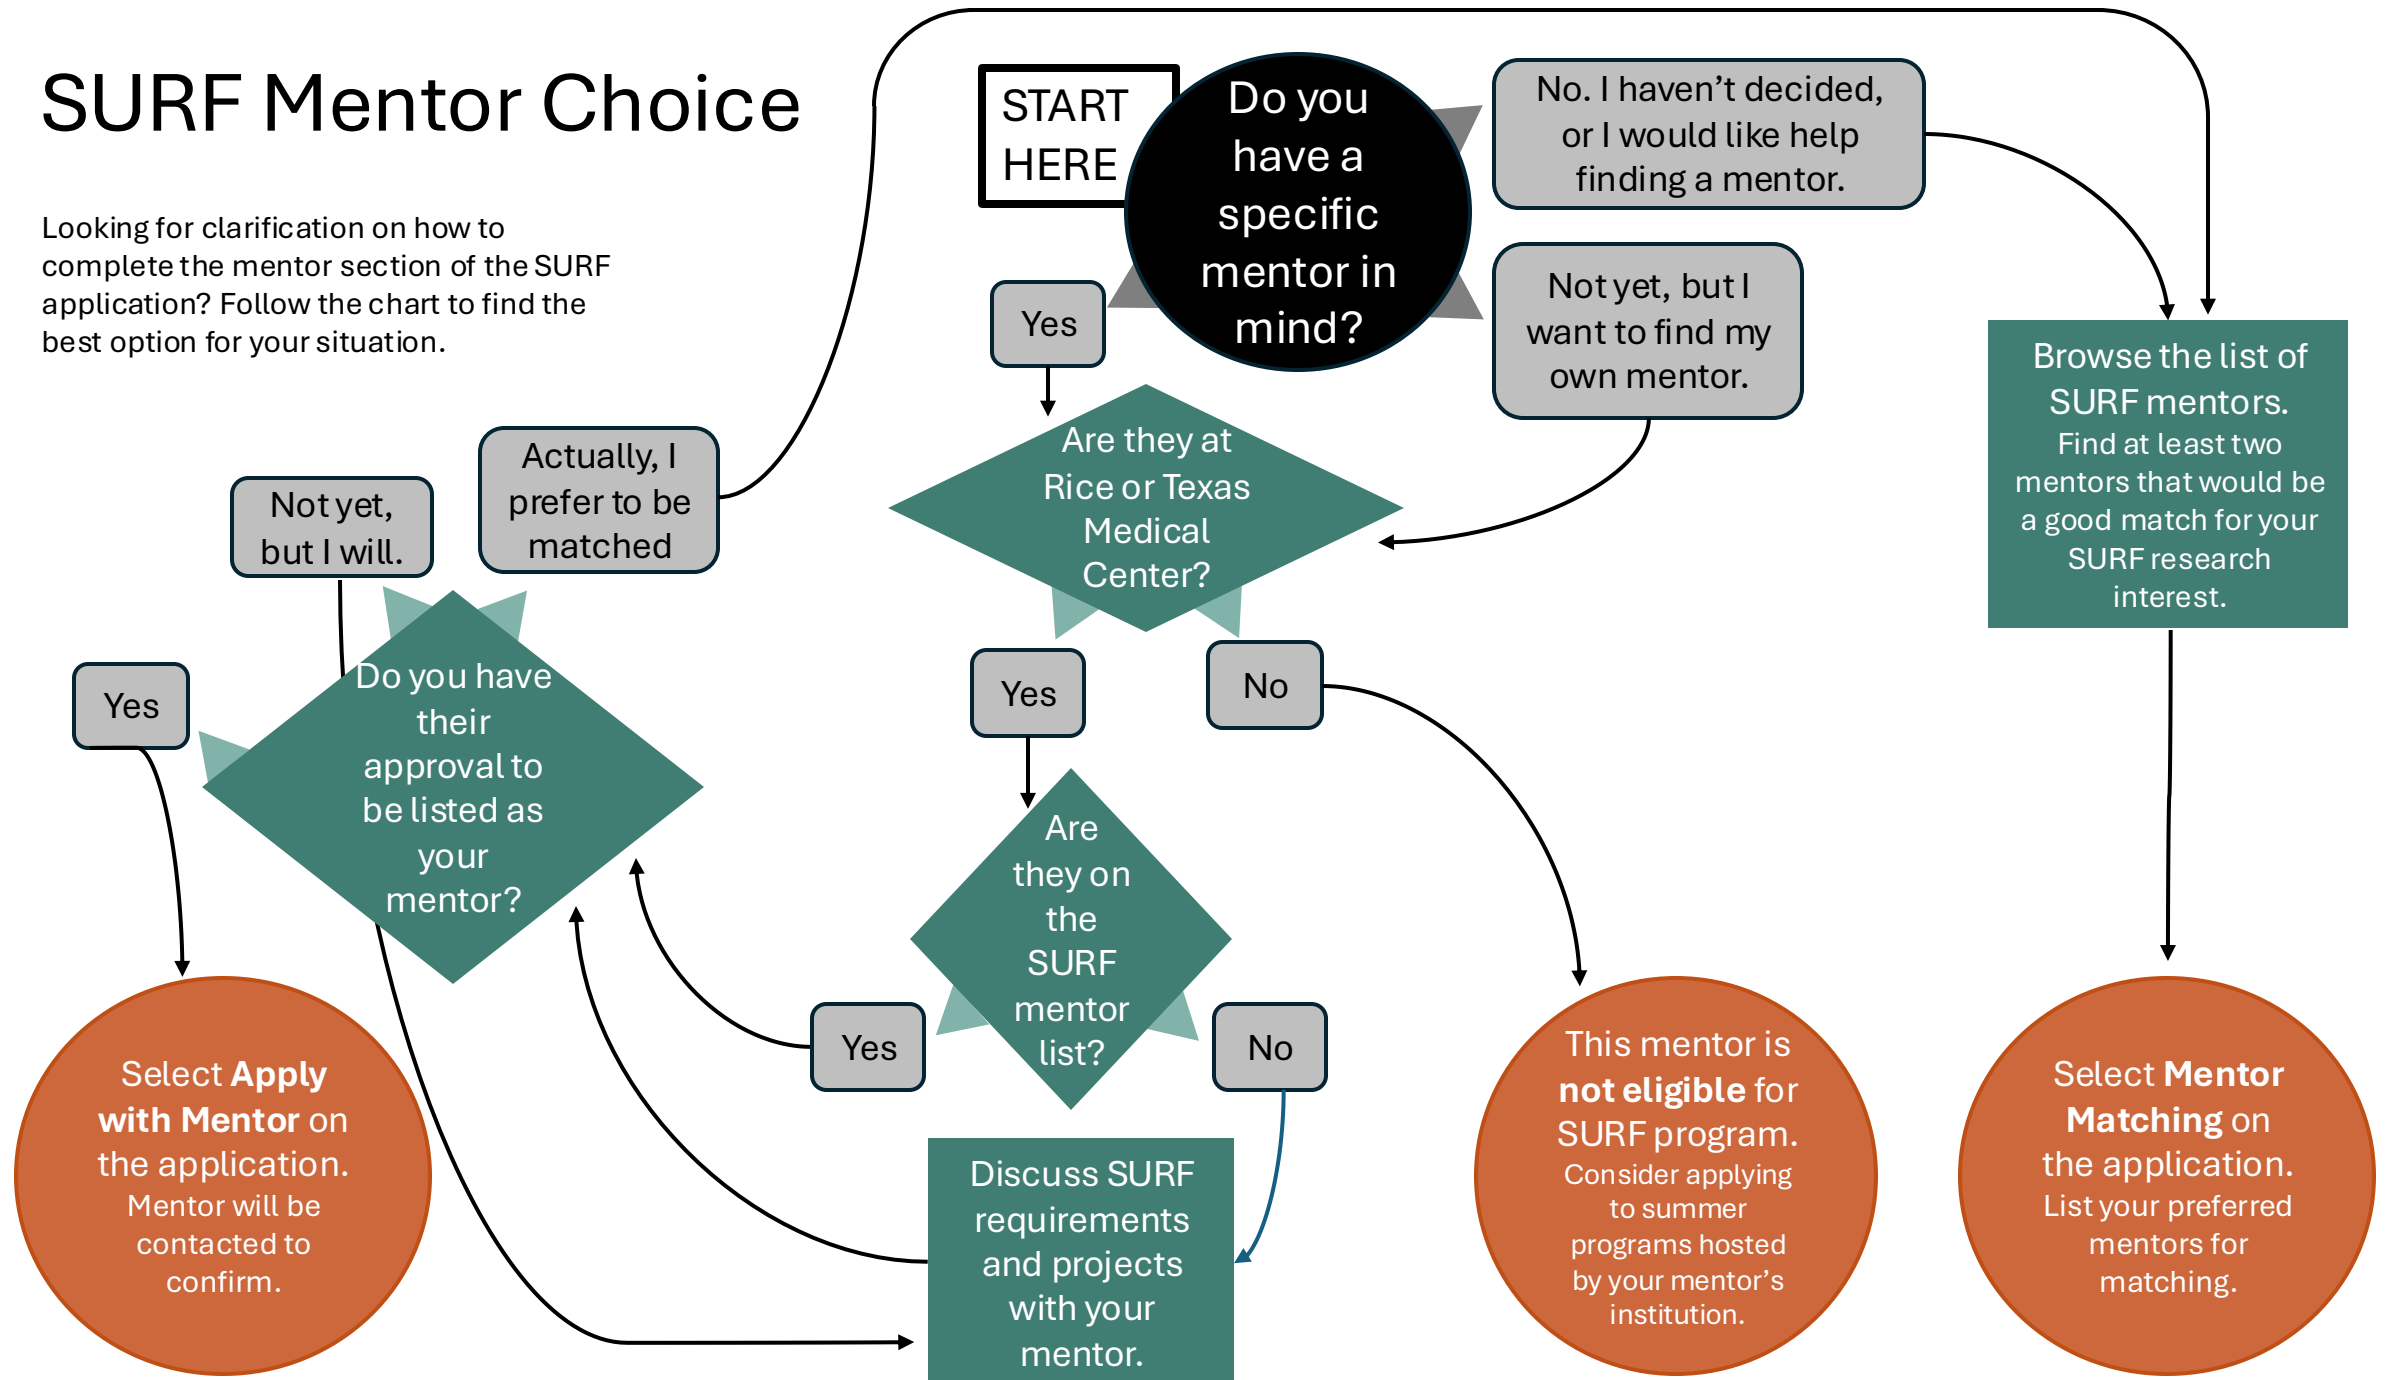 SURF Mentor Choice
Looking for clarification on how to
complete the mentor section of the SURF
application? Follow the chart to find the
best option for your situation.
START
HERE
Do you
have a
specific
mentor in
mind?
No. I haven’t decided,
or I would like help
finding a mentor.
Not yet, but I
want to find my
own mentor.
Yes
Are they at
Rice or Texas
Medical
Center?
Browse the list of
SURF mentors.
Find at least two
mentors that would be
a good match for your
SURF research
interest.
Actually, I
prefer to be
matched
Not yet,
but I will.
Yes
Do you have
their
approval to
be listed as
your
mentor?
Yes
No
Are
they on
the
SURF
mentor
list?
Yes
No
Discuss SURF
requirements
and projects
with your
mentor.
Select Apply
with Mentor on
the application.
Mentor will be
contacted to
confirm.
This mentor is
not eligible for
SURF program.
Consider applying
to summer
programs hosted
by your mentor’s
institution.
Select Mentor
Matching on
the application.
List your preferred
mentors for
matching.